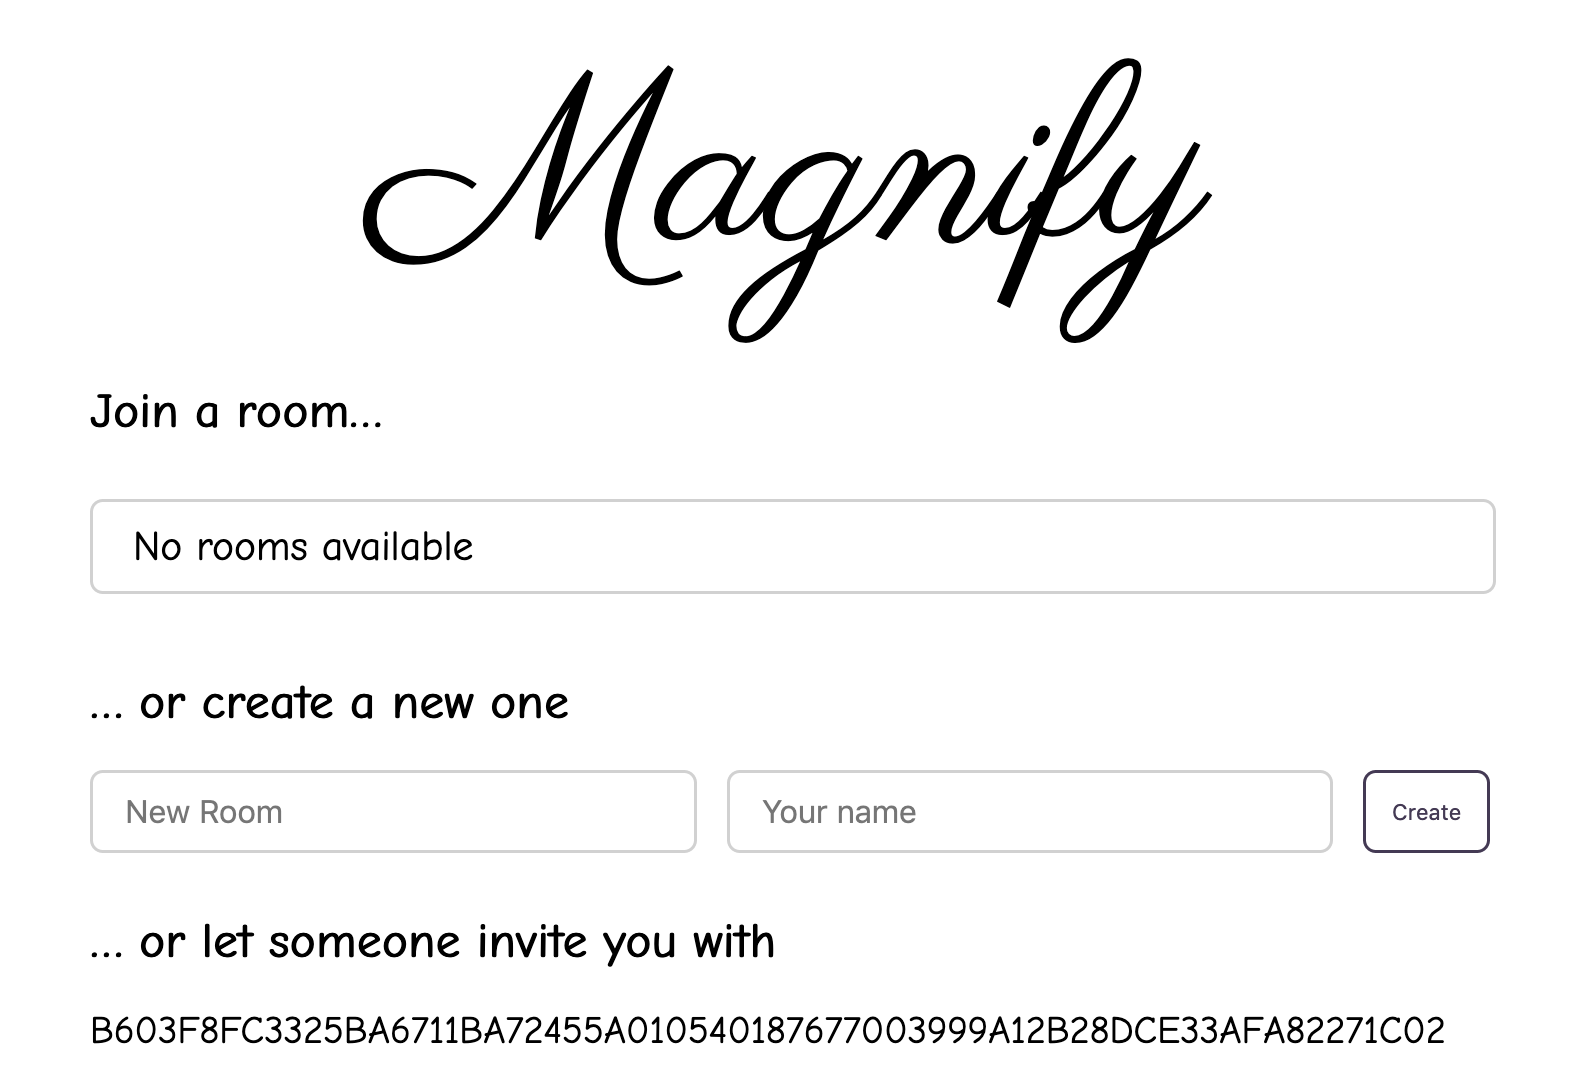 Magnify
Join a room...
No rooms available
... or create a new one
New Room
Your name
Create
... or let someone invite you with
B603F8FC3325BA6711BA72455A010540187677003999A12B28DCE33AFA82271C02